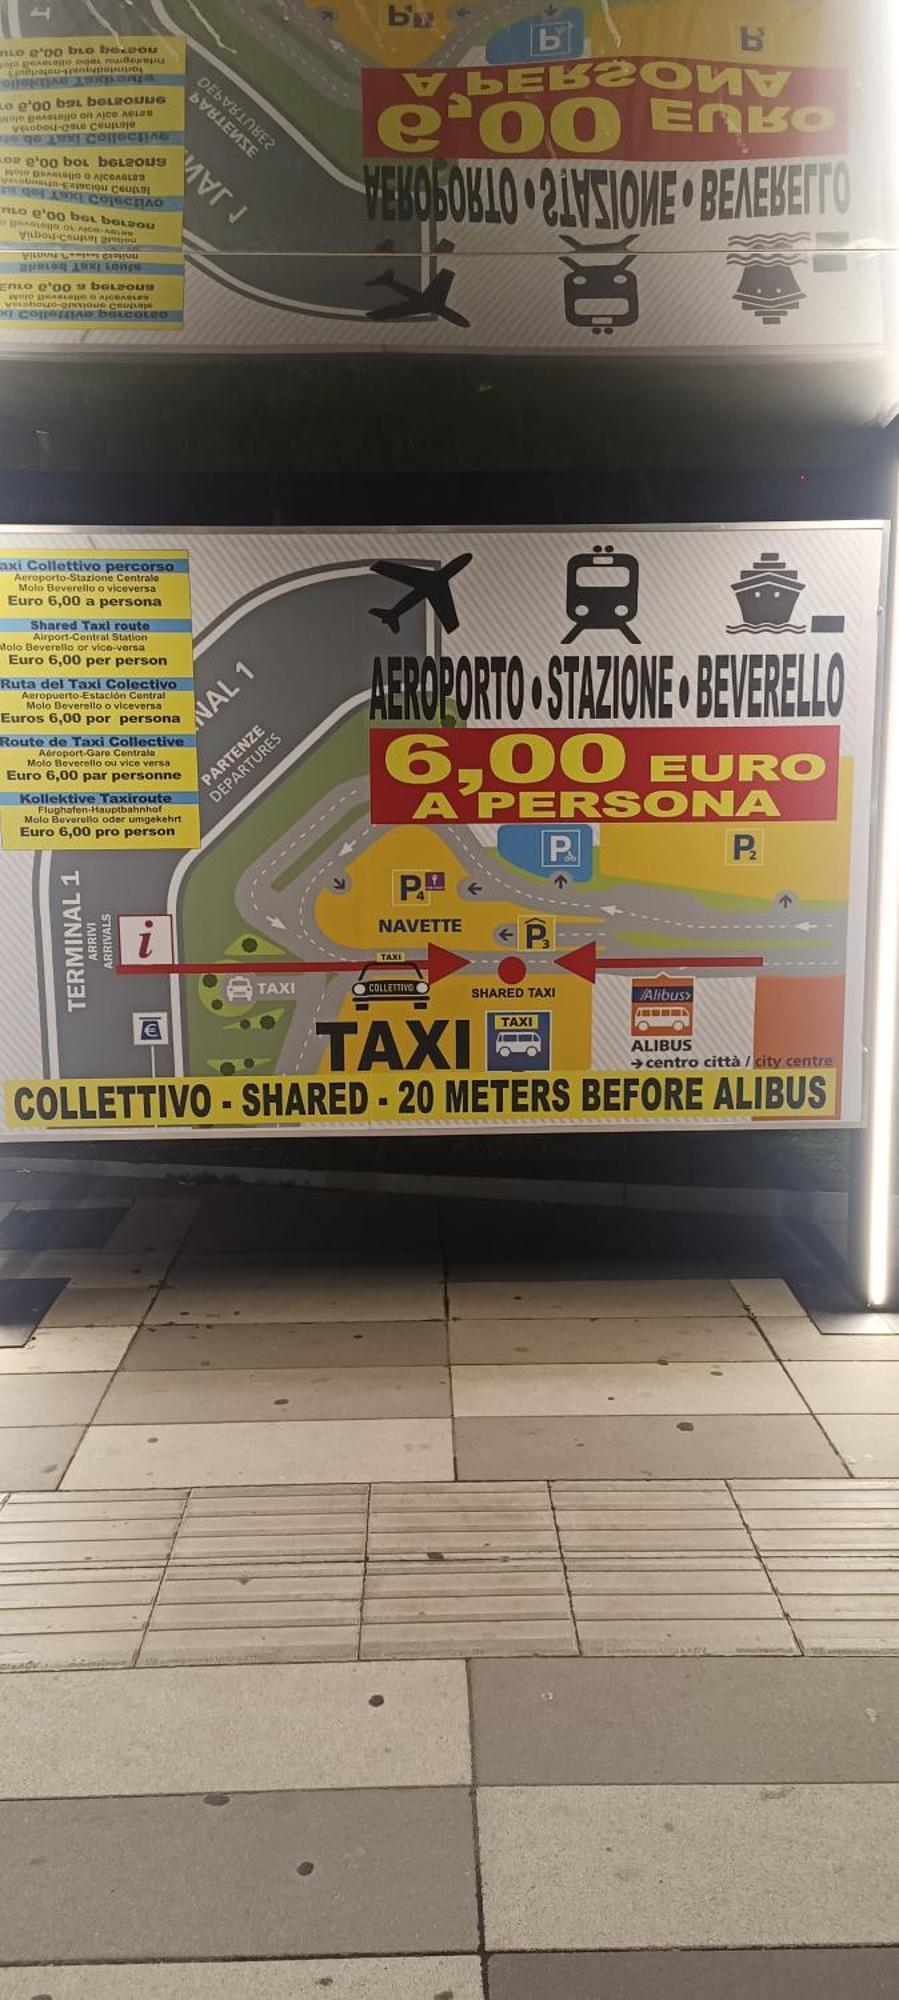 axi Collettivo percorso
Aeroporto-Stazione Centrale
Molo Beverello o viceversa
Euro 6,00 a persona
Shared Taxi route
Airport-Central Station
Molo Beverello or vice-versa
Euro 6,00 per person
Ruta del Taxi Colectivo
Aeropuerto-Estación Central
Molo Beverello o viceversa
Euros 6,00 por persona
Route de Taxi Collective
Aéroport-Gare Centrale
Molo Beverello ou vice versa
Euro 6,00 par personne
Kollektive Taxiroute
Flughafen-Hauptbahnhof
Molo Beverello oder umgekehrt
Euro 6,00 pro person
NAL 1
PARTENZE
DEPARTURES
AEROPORTO • STAZIONE • BEVERELLO
6,00 EURO
A PERSONA
P
P2
P4
NAVETTE
P3
TERMINAL 1
ARRIVI
ARRIVALS
i
€
TAXI
TAXI
COLLETTIVO
SHARED TAXI
TAXI
TAXI
Alibus
ALIBUS
→ centro città / city centre
COLLETTIVO - SHARED - 20 METERS BEFORE ALIBUS